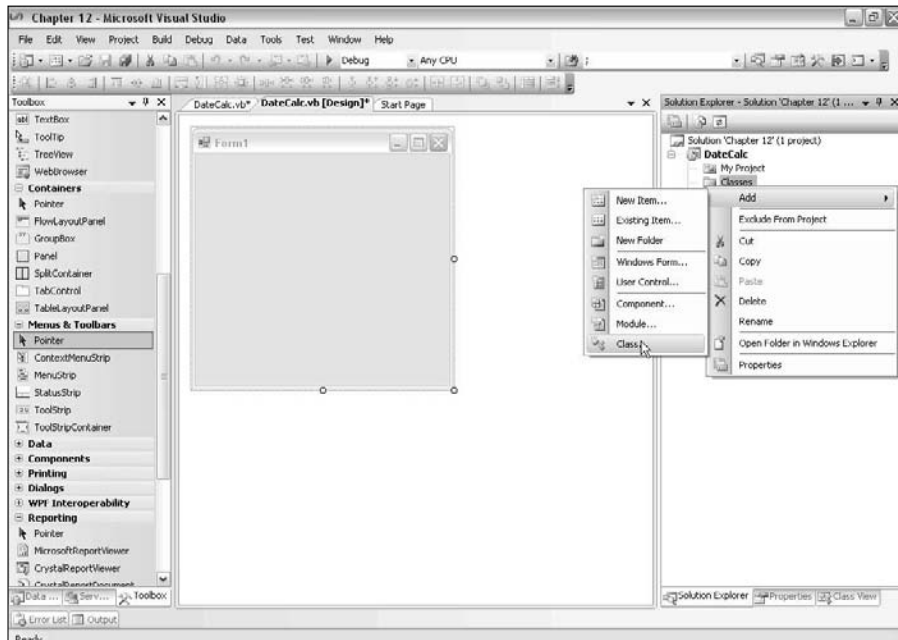 Chapter 12 - Microsoft Visual Studio
File Edit View Project Build Debug Data Tools Test Window Help
Debug Any CPU
Toolbox
TextBox
ToolTip
TreeView
WebBrowser
Containers
Pointer
FlowLayoutPanel
GroupBox
Panel
SplitContainer
TabControl
TableLayoutPanel
Menus & Toolbars
Pointer
ContextMenuStrip
MenuStrip
StatusStrip
ToolStrip
ToolStripContainer
Data
Components
Printing
Dialogs
WPF Interoperability
Reporting
Pointer
MicrosoftReportViewer
CrystalReportViewer
CrystalReportDocument
Data ... Serv... Toolbox
Error List Output
Ready
DateCalc.vb* DateCalc.vb [Design]* Start Page
Form1
Solution Explorer - Solution 'Chapter 12' (1 ...
Solution 'Chapter 12' (1 project)
DateCalc
My Project
Classes
New Item...
Existing Item...
New Folder
Windows Form...
User Control...
Component...
Module...
Class...
Add
Exclude From Project
Cut
Copy
Paste
Delete
Rename
Open Folder in Windows Explorer
Properties
Solution Explorer Properties Class View